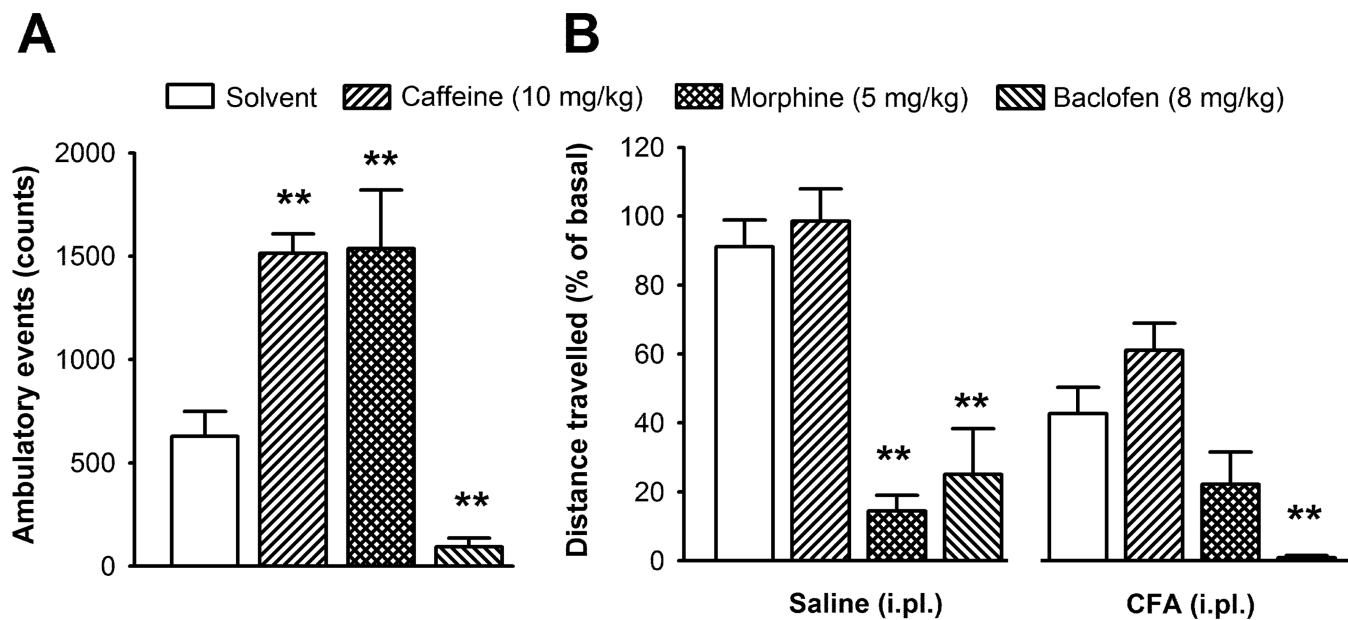 A
B
Solvent Caffeine (10 mg/kg) Morphine (5 mg/kg) Baclofen (8 mg/kg)
Ambulatory events (counts)
2000
1500
1000
500
0
**
**
**
Distance travelled (% of basal)
120
100
80
60
40
20
0
**
**
**
Saline (i.pl.)
CFA (i.pl.)